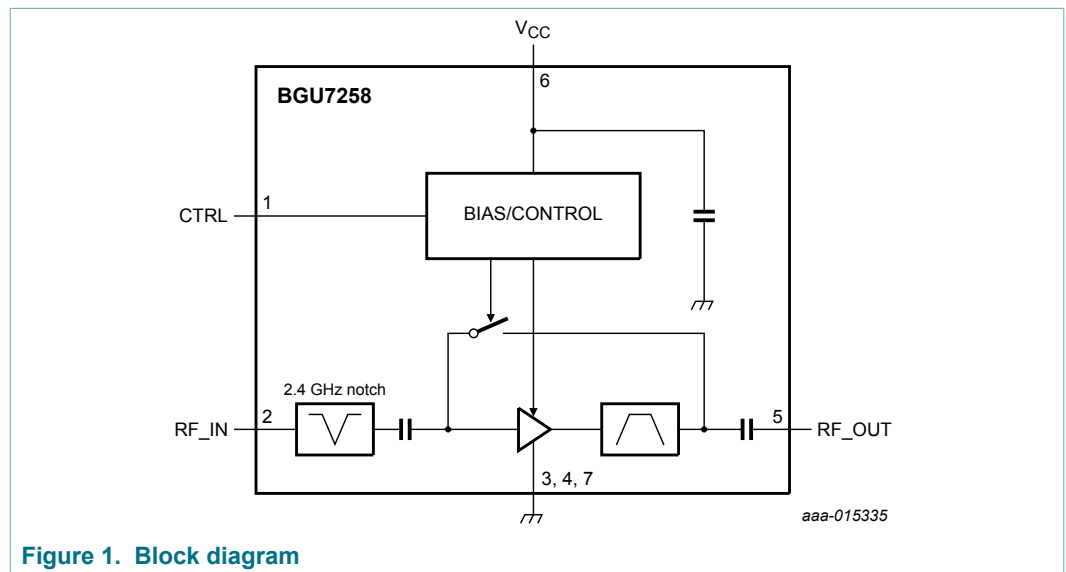 VCC
6
BGU7258
CTRL
1
BIAS/CONTROL
2.4 GHz notch
RF_IN
2
5
RF_OUT
3, 4, 7
aaa-015335
Figure 1. Block diagram